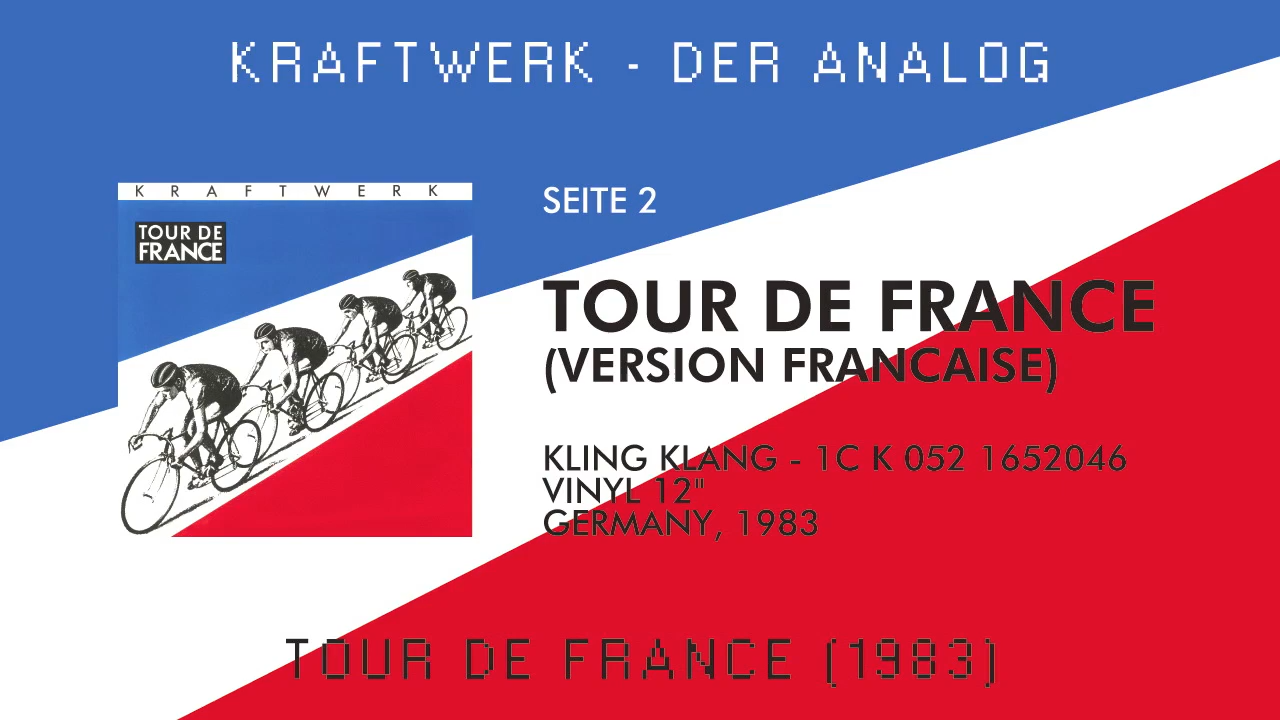 KRAFTWERK - DER ANALOG
KRAFTWERK
TOUR DE
FRANCE
SEITE 2
TOUR DE FRANCE
(VERSION FRANCAISE)
KLING KLANG - 1C K 052 1652046
VINYL 12"
GERMANY, 1983
TOUR DE FRANCE (1983)